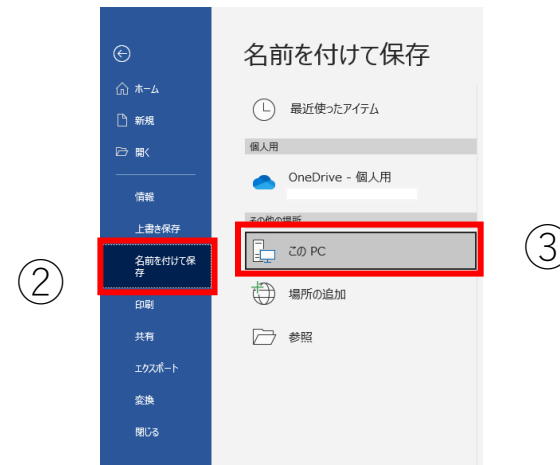 名前を付けて保存
ホーム
新規
開く
情報
上書き保存
名前を付けて保
存
印刷
共有
エクスポート
変換
閉じる
最近使ったアイテム
個人用
OneDrive - 個人用
その他の場所
この PC
場所の追加
参照
②
③